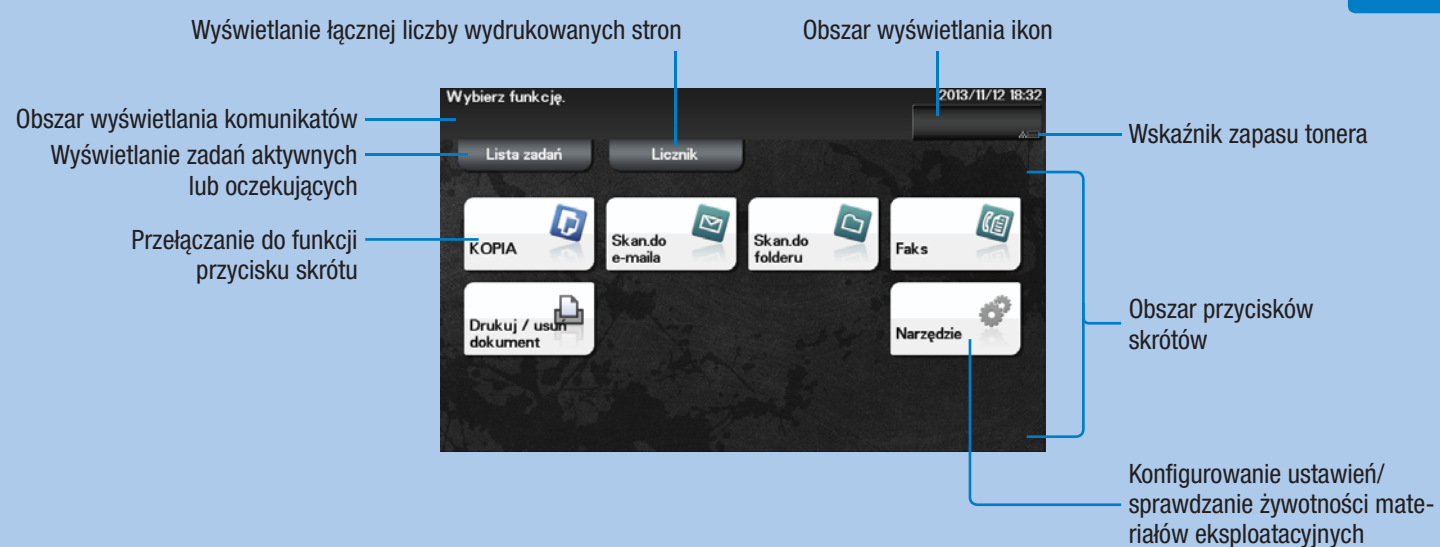 Wyświetlanie łącznej liczby wydrukowanych stron
Obszar wyświetlania ikon
Wybierz funkcję.
2013/11/12 18:32
Obszar wyświetlania komunikatów
Wskaźnik zapasu tonera
Wyświetlanie zadań aktywnych
lub oczekujących
Lista zadań
Licznik
Przełączanie do funkcji
przycisku skrótu
KOPIA
Skan.do
e-maila
Skan.do
folderu
Faks
Drukuj / usuń
dokument
Narzędzie
Obszar przycisków
skrótów
Konfigurowanie ustawień/
sprawdzanie żywotności mate-
riałów eksploatacyjnych